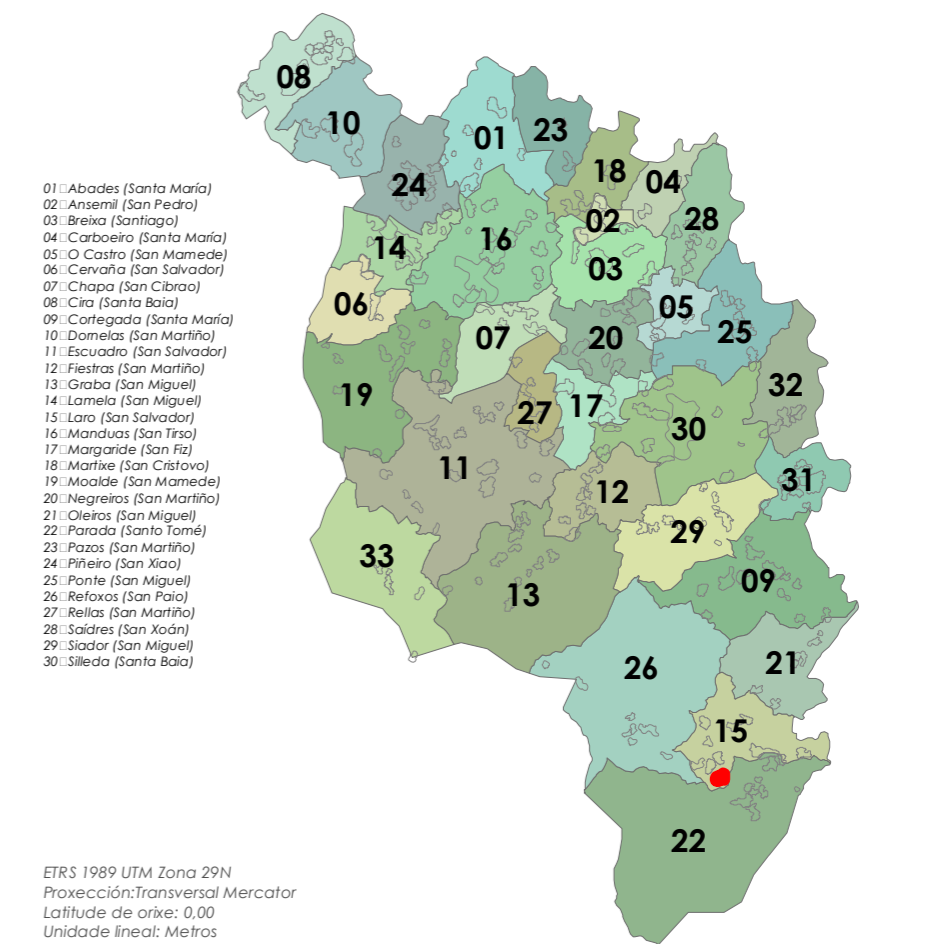 08
10
01
23
18
04
24
28
02
14
16
03
06
05
07
20
25
19
27
17
32
30
11
12
31
29
33
13
09
26
21
15
22
01□Abades (Santa María)
02□Ansemil (San Pedro)
03□Breixa (Santiago)
04□Carboeiro (Santa María)
05□O Castro (San Mamede)
06□Cervaña (San Salvador)
07□Chapa (San Cibrao)
08□Cira (Santa Baia)
09□Cortegada (Santa María)
10□Dornelas (San Martiño)
11□Escuadro (San Salvador)
12□Fiestras (San Martiño)
13□Graba (San Miguel)
14□Lamela (San Miguel)
15□Laro (San Salvador)
16□Manduas (San Tirso)
17□Margaride (San Fiz)
18□Martixe (San Cristovo)
19□Moalde (San Mamede)
20□Negreiros (San Martiño)
21□Oleiros (San Miguel)
22□Parada (Santo Tomé)
23□Pazos (San Martiño)
24□Piñeiro (San Xiao)
25□Ponte (San Miguel)
26□Refoxos (San Paio)
27□Rellas (San Martiño)
28□Saídres (San Xoán)
29□Siador (San Miguel)
30□Silleda (Santa Baia)
ETRS 1989 UTM Zona 29N
Proxección:Transversal Mercator
Latitude de orixe: 0,00
Unidade lineal: Metros